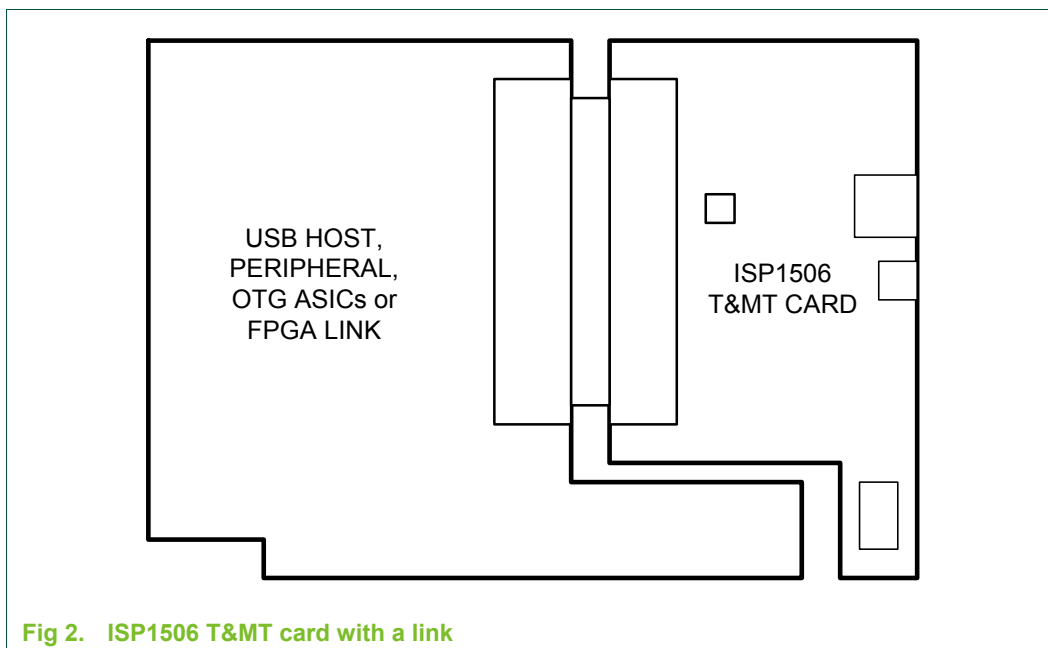 USB HOST,
PERIPHERAL,
OTG ASICs or
FPGA LINK
ISP1506
T&MT CARD
Fig 2. ISP1506 T&MT card with a link